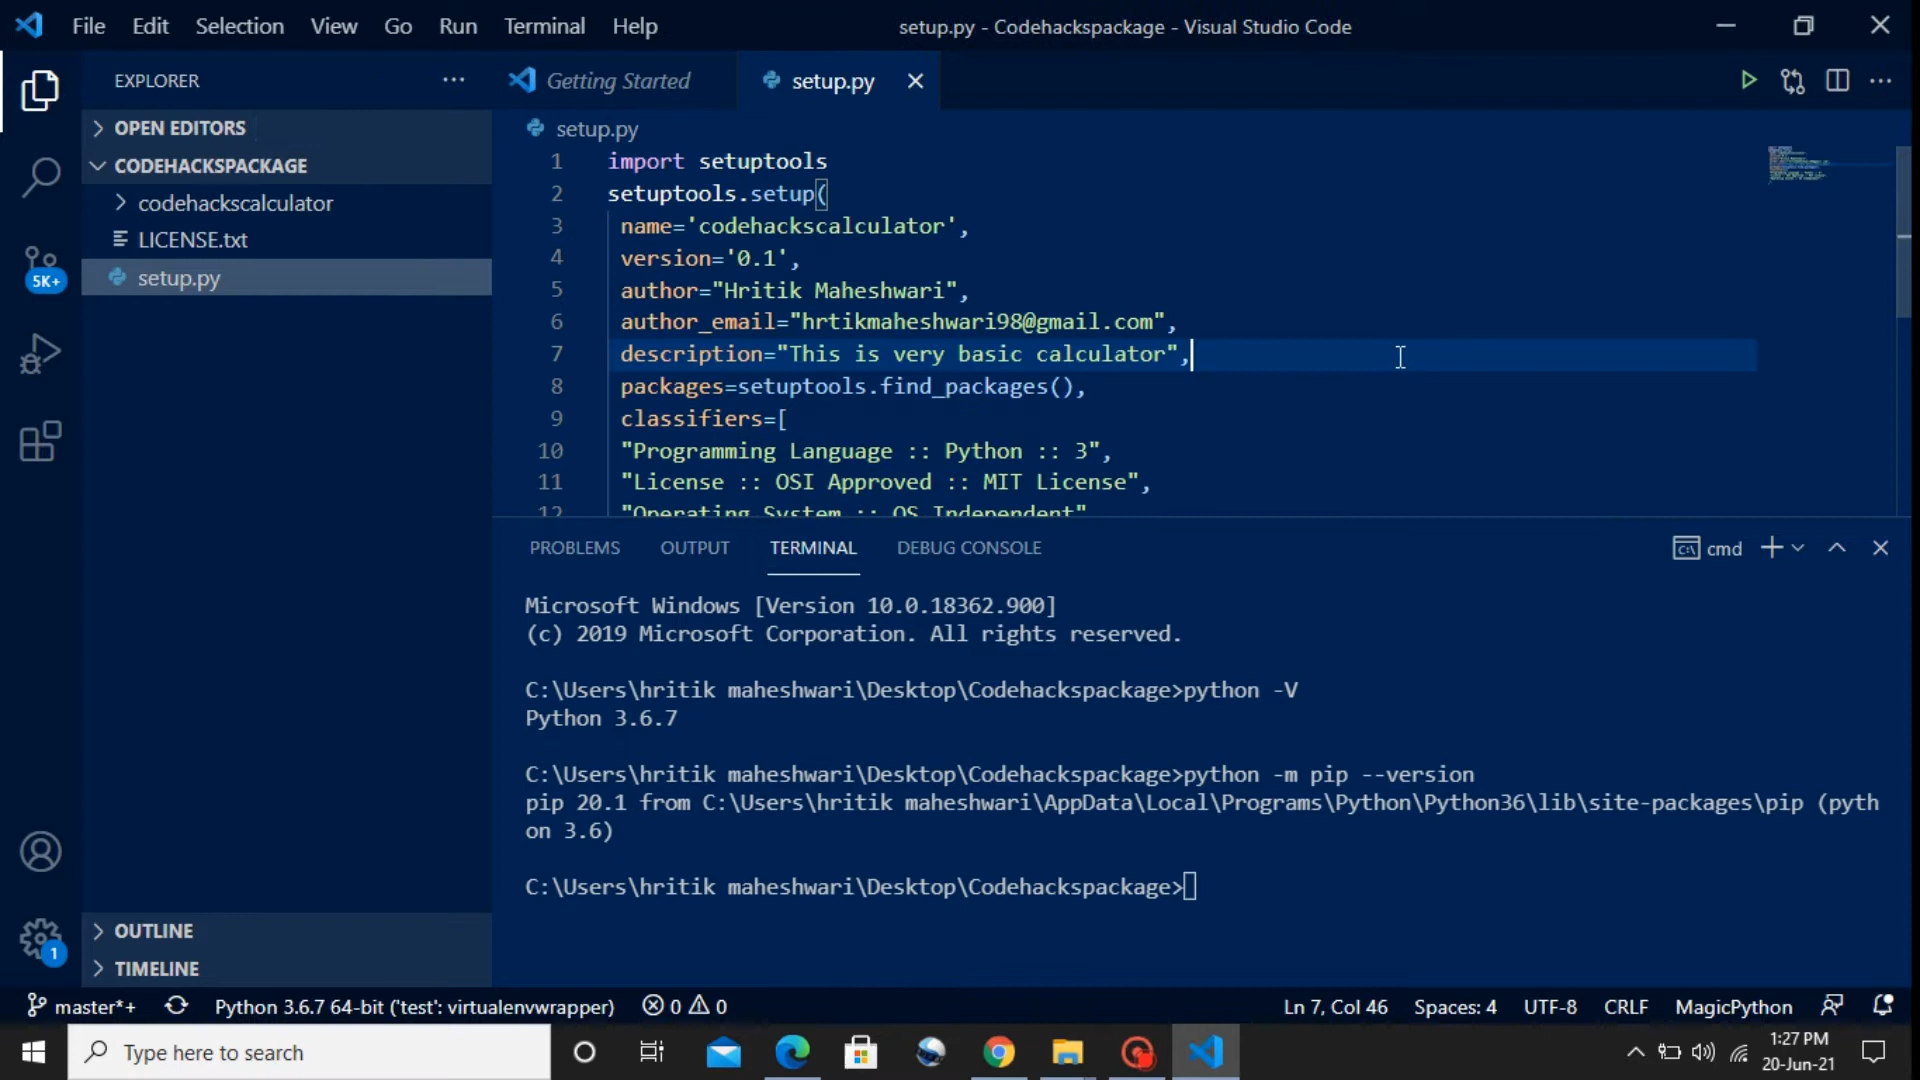 File Edit Selection View Go Run Terminal Help
setup.py - Codehackspackage - Visual Studio Code
EXPLORER
OPEN EDITORS
CODEHACKSPACKAGE
codehackscalculator
LICENSE.txt
setup.py
5K+
OUTLINE
TIMELINE
1
Getting Started
setup.py
setup.py
1 import setuptools
2 setuptools.setup(
3 name='codehackscalculator',
4 version='0.1',
5 author="Hritik Maheshwari",
6 author_email="hrtikmaheshwari98@gmail.com",
7 description="This is very basic calculator",
8 packages=setuptools.find_packages(),
9 classifiers=[
10 "Programming Language :: Python :: 3",
11 "License :: OSI Approved :: MIT License",
12 "Operating System :: OS Independent"
PROBLEMS OUTPUT TERMINAL DEBUG CONSOLE
cmd
Microsoft Windows [Version 10.0.18362.900]
(c) 2019 Microsoft Corporation. All rights reserved.
C:\Users\hritik maheshwari\Desktop\Codehackspackage>python -V
Python 3.6.7
C:\Users\hritik maheshwari\Desktop\Codehackspackage>python -m pip --version
pip 20.1 from C:\Users\hritik maheshwari\AppData\Local\Programs\Python\Python36\lib\site-packages\pip (pyth
on 3.6)
C:\Users\hritik maheshwari\Desktop\Codehackspackage>
master*+ Python 3.6.7 64-bit ('test': virtualenvwrapper) 0 0
Ln 7, Col 46 Spaces: 4 UTF-8 CRLF MagicPython
Type here to search
1:27 PM
20-Jun-21